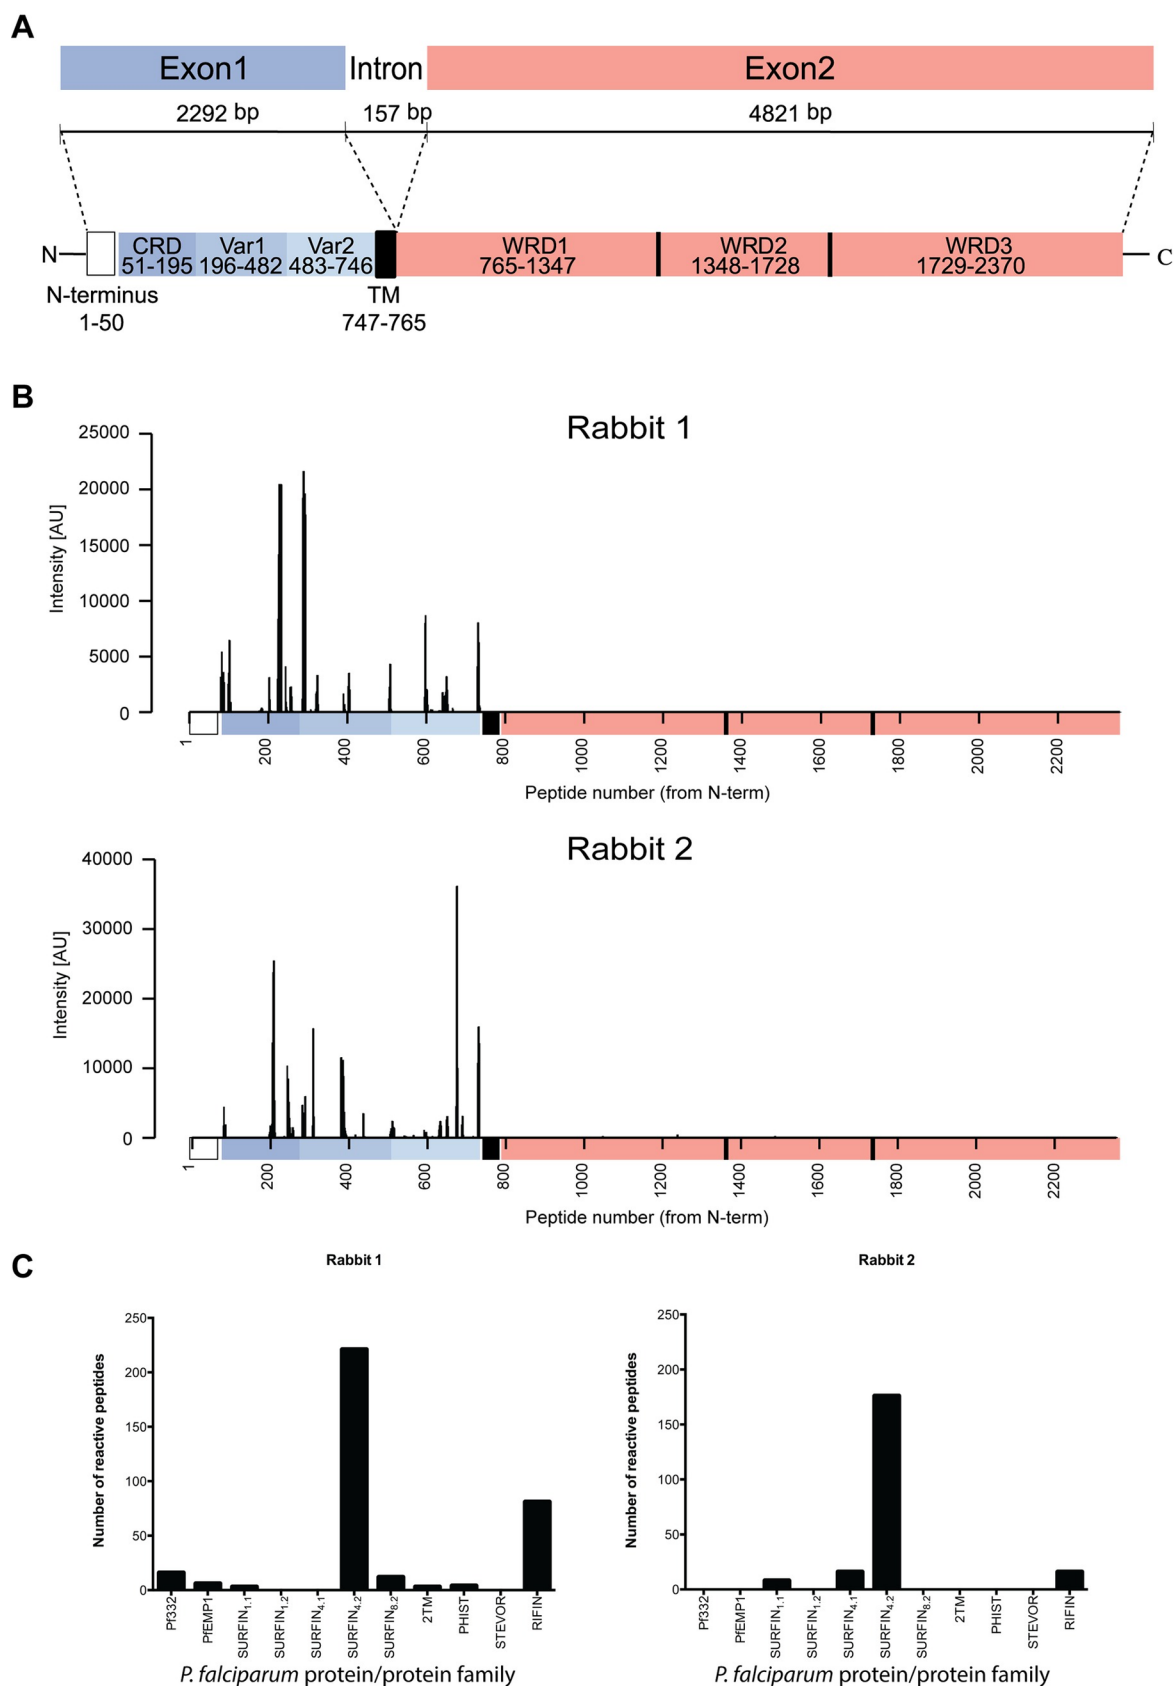 A
Exon1 Intron Exon2
2292 bp 157 bp 4821 bp
N CRD Var1 Var2 WRD1 WRD2 WRD3 C
51-195 196-482 483-746 765-1347 1348-1728 1729-2370
N-terminus TM
1-50 747-765
B
Rabbit 1
Intensity [AU]
25000
20000
15000
10000
5000
0
1 200 400 600 800 1000 1200 1400 1600 1800 2000 2200
Peptide number (from N-term)
Rabbit 2
Intensity [AU]
40000
30000
20000
10000
0
1 200 400 600 800 1000 1200 1400 1600 1800 2000 2200
Peptide number (from N-term)
C
Rabbit 1
Number of reactive peptides
250
200
150
100
50
0
Pf332 PfEMP1 SURFIN1.1 SURFIN1.2 SURFIN4.1 SURFIN4.2 SURFIN8.2 2TM PHIST STEVOR RIFIN
P. falciparum protein/protein family
Rabbit 2
Number of reactive peptides
250
200
150
100
50
0
Pf332 PfEMP1 SURFIN1.1 SURFIN1.2 SURFIN4.1 SURFIN4.2 SURFIN8.2 2TM PHIST STEVOR RIFIN
P. falciparum protein/protein family